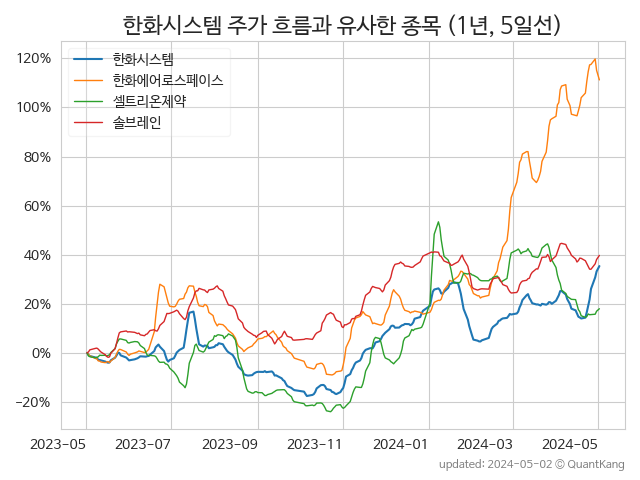 한화시스템 주가 흐름과 유사한 종목 (1년, 5일선)
한화시스템
한화에어로스페이스
셀트리온제약
솔브레인
120%
100%
80%
60%
40%
20%
0%
−20%
2023-05 2023-07 2023-09 2023-11 2024-01 2024-03 2024-05
updated: 2024-05-02 © QuantKang